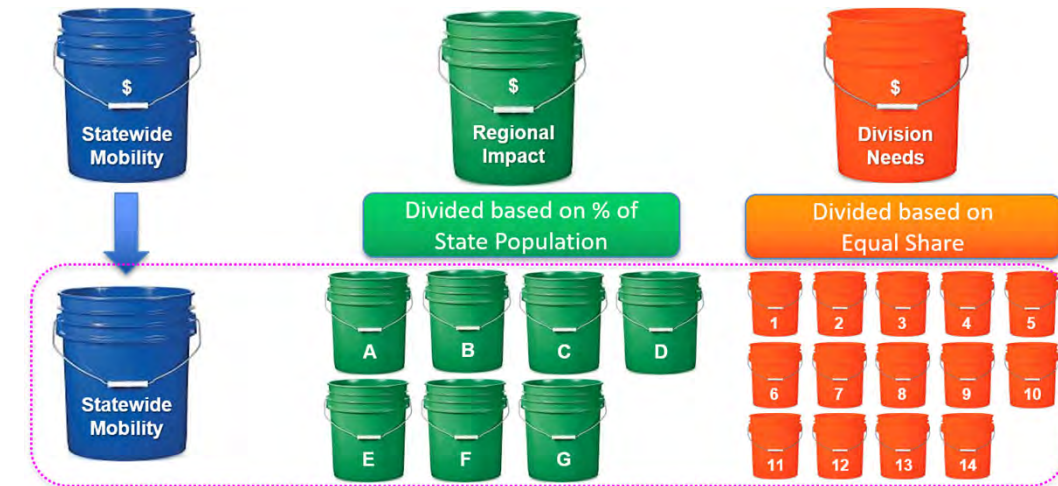 $
Statewide
Mobility
$
Regional
Impact
$
Division
Needs
Divided based on % of
State Population
Divided based on
Equal Share
Statewide
Mobility
A
B
C
D
E
F
G
1
2
3
4
5
6
7
8
9
10
11
12
13
14